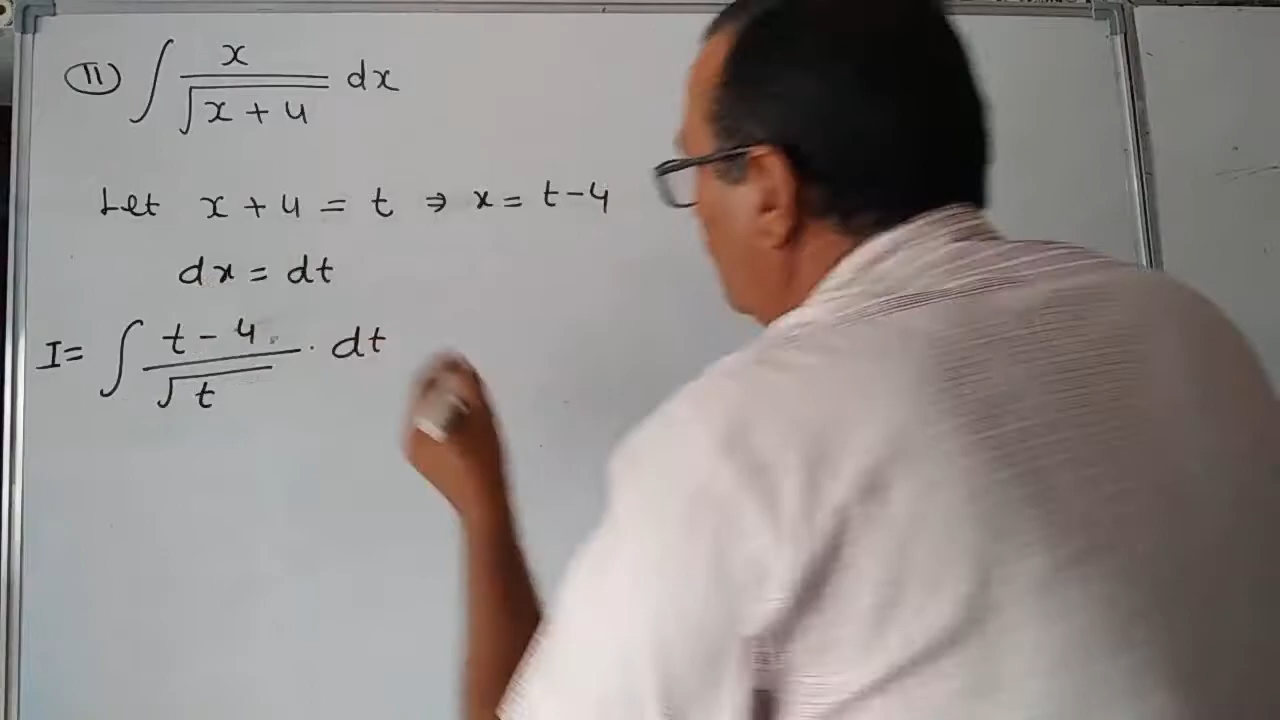 ⑪ ∫ x/√(x + 4) dx
Let x + 4 = t ⇒ x = t - 4
dx = dt
I = ∫ (t - 4)/√t · dt